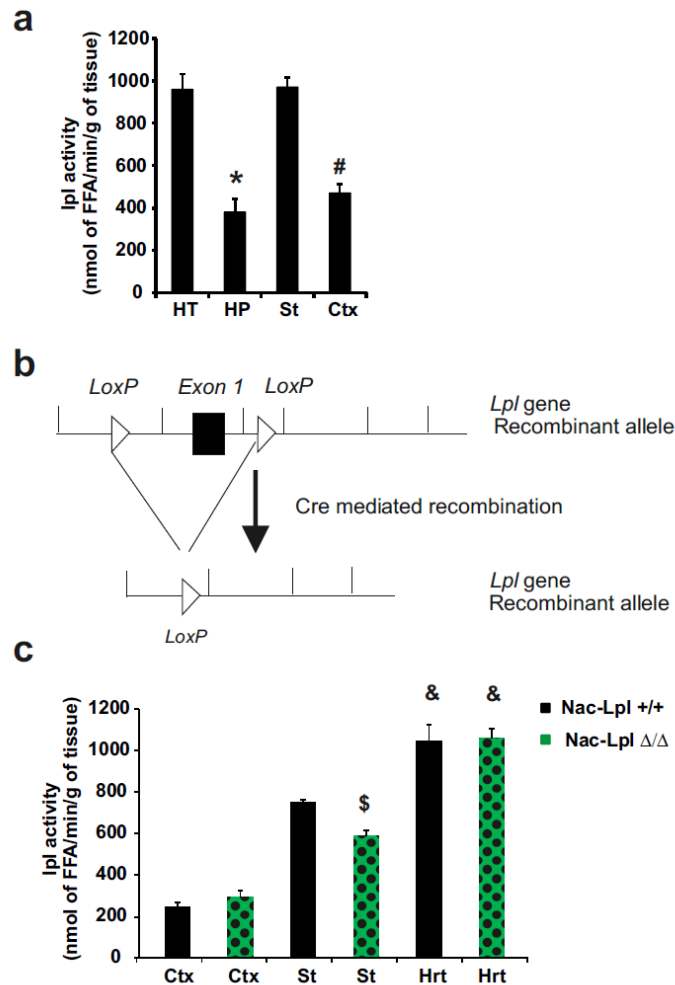 a
lpl activity
(nmol of FFA/min/g of tissue)
1200
1000
800
600
400
200
0
*
#
HT HP St Ctx
b
LoxP Exon 1 LoxP
Lpl gene
Recombinant allele
Cre mediated recombination
Lpl gene
Recombinant allele
LoxP
c
lpl activity
(nmol of FFA/min/g of tissue)
1200
1000
800
600
400
200
0
$
& &
Nac-Lpl +/+
Nac-Lpl Δ/Δ
Ctx Ctx St St Hrt Hrt